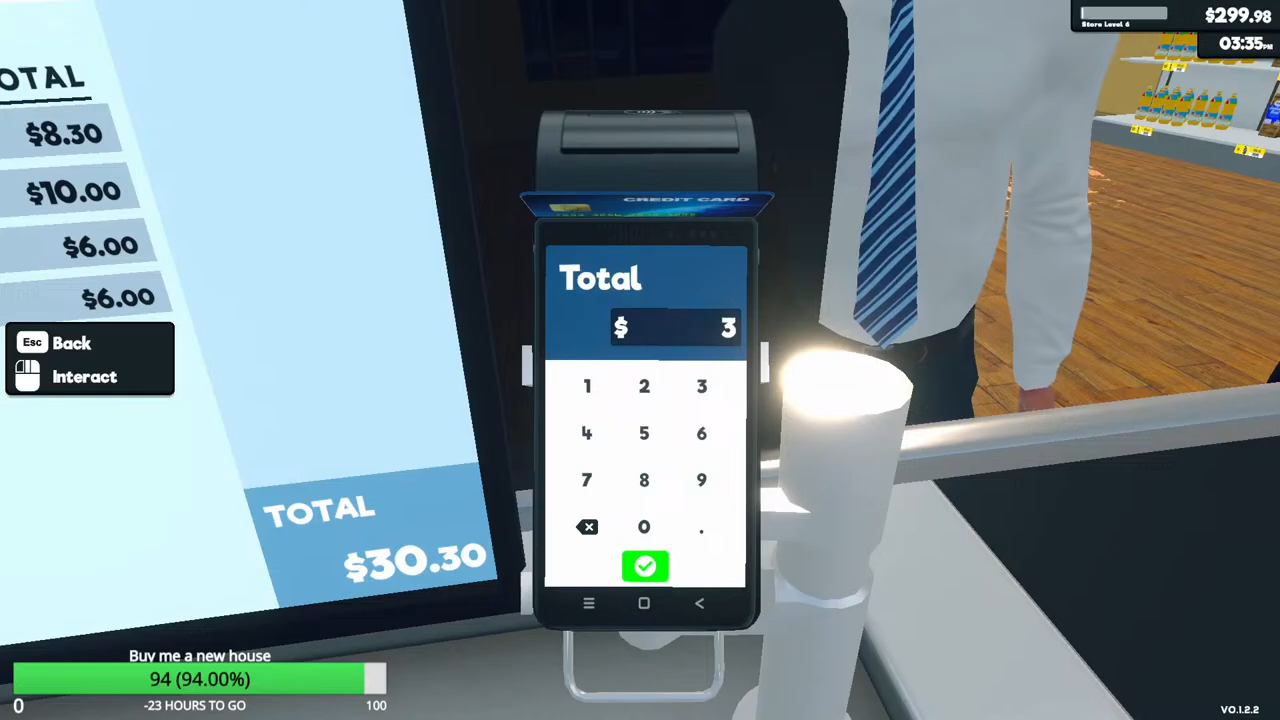 OTAL
$8.30
$10.00
$6.00
$6.00
Esc Back
Interact
TOTAL
$30.30
CREDIT CARD
Total
$ 3
1 2 3
4 5 6
7 8 9
0 .
Store Level 6
$299.98
03:35PM
Buy me a new house
94 (94.00%)
0 -23 HOURS TO GO 100
V0.1.2.2